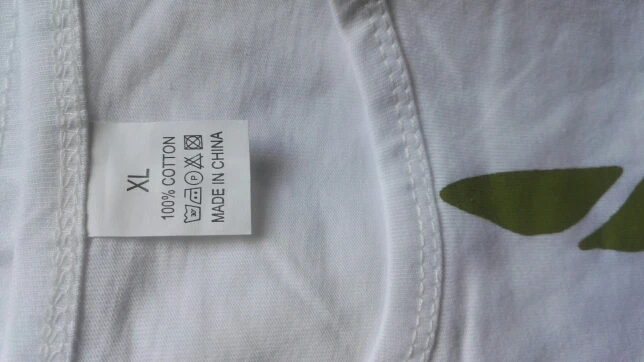 XL
100% COTTON
P
MADE IN CHINA